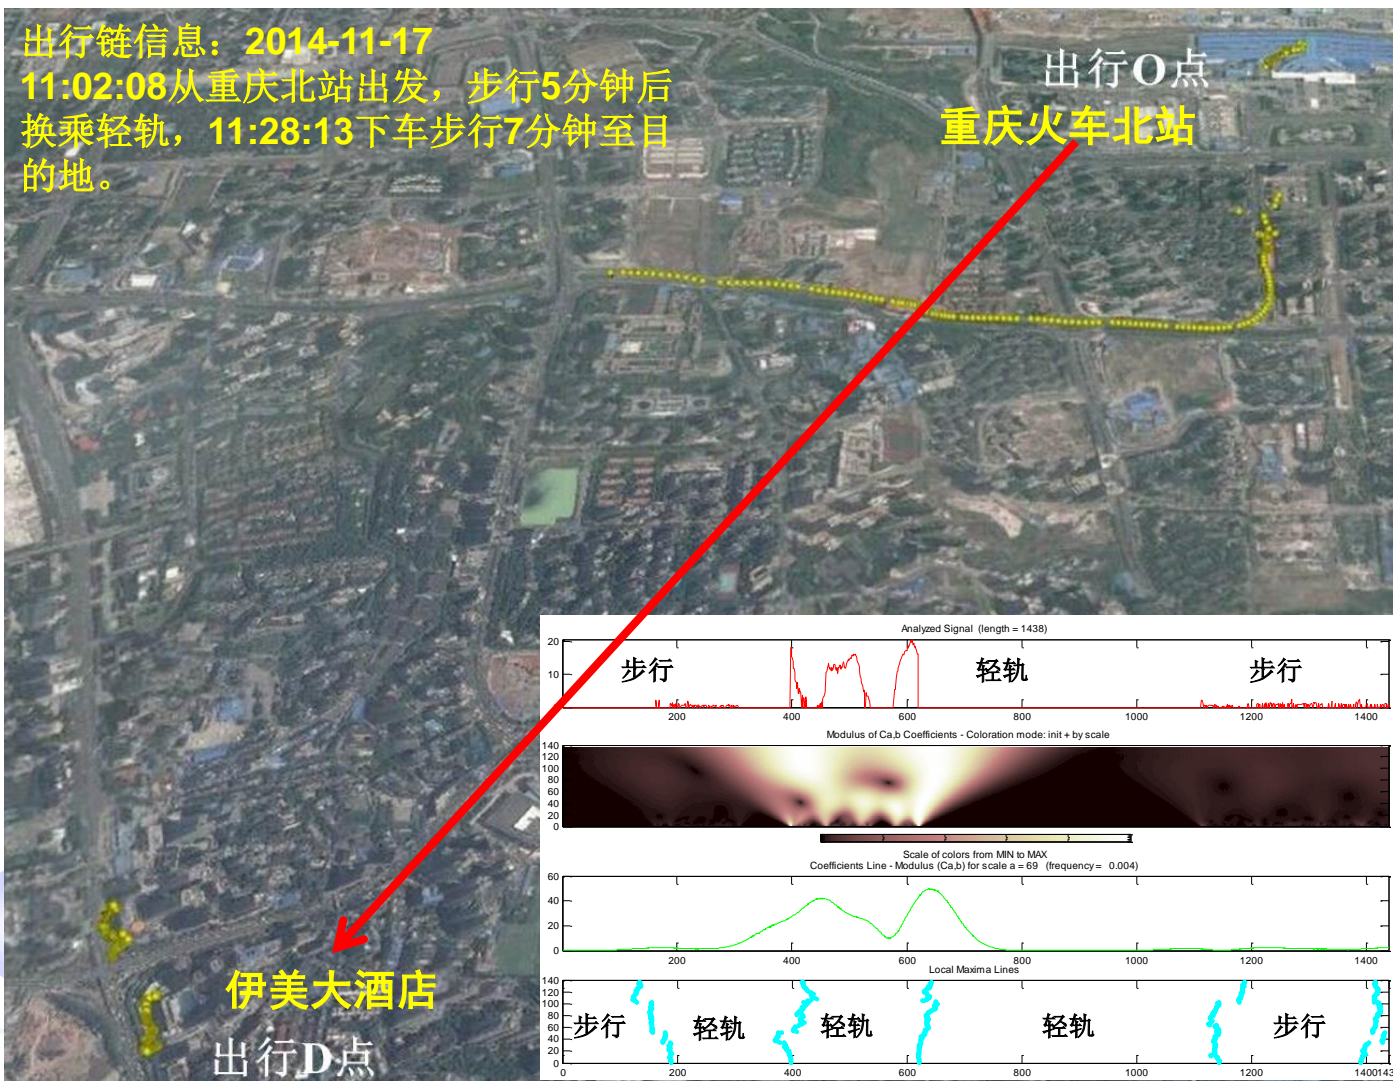 出行链信息：2014-11-17
11:02:08从重庆北站出发，步行5分钟后
换乘轻轨，11:28:13下车步行7分钟至目
的地。
出行O点
重庆火车北站
伊美大酒店
出行D点
Analyzed Signal (length = 1438)
20
10
步行
轻轨
步行
200 400 600 800 1000 1200 1400
Modulus of Ca,b Coefficients - Coloration mode: init + by scale
140
120
100
80
60
40
20
0
Scale of colors from MIN to MAX
Coefficients Line - Modulus (Ca,b) for scale a = 69 (frequency = 0.004)
60
40
20
0
200 400 600 800 1000 1200 1400
Local Maxima Lines
140
120
100
80
60
40
20
0
步行 轻轨 轻轨 轻轨 步行
0 200 400 600 800 1000 1200 1400143